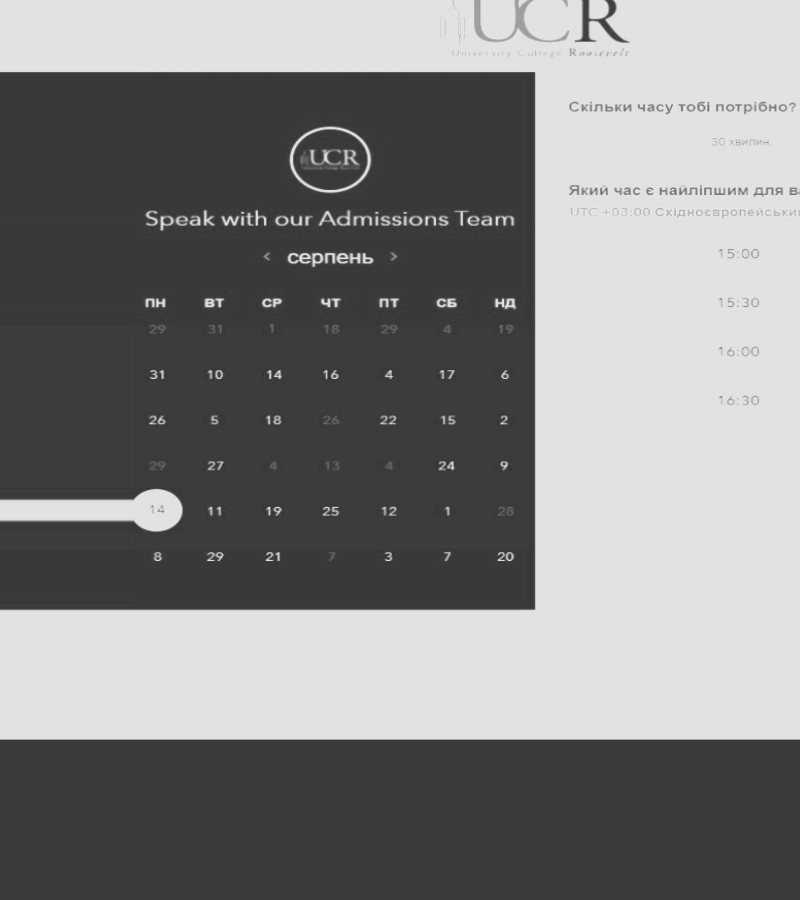 UCR
University College Roosevelt
UCR
Speak with our Admissions Team
< серпень >
ПН ВТ СР ЧТ ПТ СБ НД
29 31 1 18 29 4 19
31 10 14 16 4 17 6
26 5 18 26 22 15 2
29 27 4 13 4 24 9
14 11 19 25 12 1 28
8 29 21 7 3 7 20
Скільки часу тобі потрібно?
30 хвилин
Який час є найліпшим для
UTC +03:00
15:00
15:30
16:00
16:30